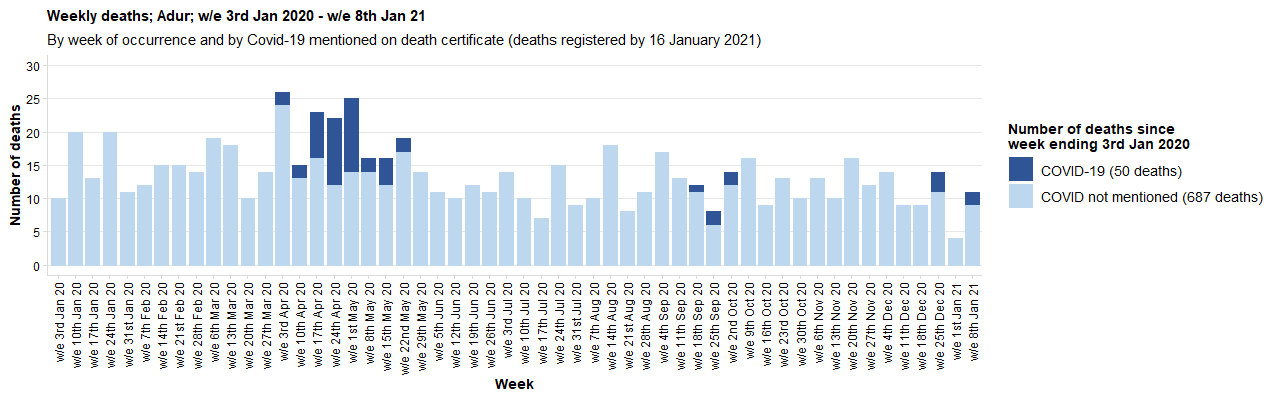 Weekly deaths; Adur; w/e 3rd Jan 2020 - w/e 8th Jan 21
By week of occurrence and by Covid-19 mentioned on death certificate (deaths registered by 16 January 2021)
Number of deaths
30
25
20
15
10
5
0
w/e 3rd Jan 20
w/e 10th Jan 20
w/e 17th Jan 20
w/e 24th Jan 20
w/e 31st Jan 20
w/e 7th Feb 20
w/e 14th Feb 20
w/e 21st Feb 20
w/e 28th Feb 20
w/e 6th Mar 20
w/e 13th Mar 20
w/e 20th Mar 20
w/e 27th Mar 20
w/e 3rd Apr 20
w/e 10th Apr 20
w/e 17th Apr 20
w/e 24th Apr 20
w/e 1st May 20
w/e 8th May 20
w/e 15th May 20
w/e 22nd May 20
w/e 29th May 20
w/e 5th Jun 20
w/e 12th Jun 20
w/e 19th Jun 20
w/e 26th Jun 20
w/e 3rd Jul 20
w/e 10th Jul 20
w/e 17th Jul 20
w/e 24th Jul 20
w/e 31st Jul 20
w/e 7th Aug 20
w/e 14th Aug 20
w/e 21st Aug 20
w/e 28th Aug 20
w/e 4th Sep 20
w/e 11th Sep 20
w/e 18th Sep 20
w/e 25th Sep 20
w/e 2nd Oct 20
w/e 9th Oct 20
w/e 16th Oct 20
w/e 23rd Oct 20
w/e 30th Oct 20
w/e 6th Nov 20
w/e 13th Nov 20
w/e 20th Nov 20
w/e 27th Nov 20
w/e 4th Dec 20
w/e 11th Dec 20
w/e 18th Dec 20
w/e 25th Dec 20
w/e 1st Jan 21
w/e 8th Jan 21
Week
Number of deaths since
week ending 3rd Jan 2020
COVID-19 (50 deaths)
COVID not mentioned (687 deaths)